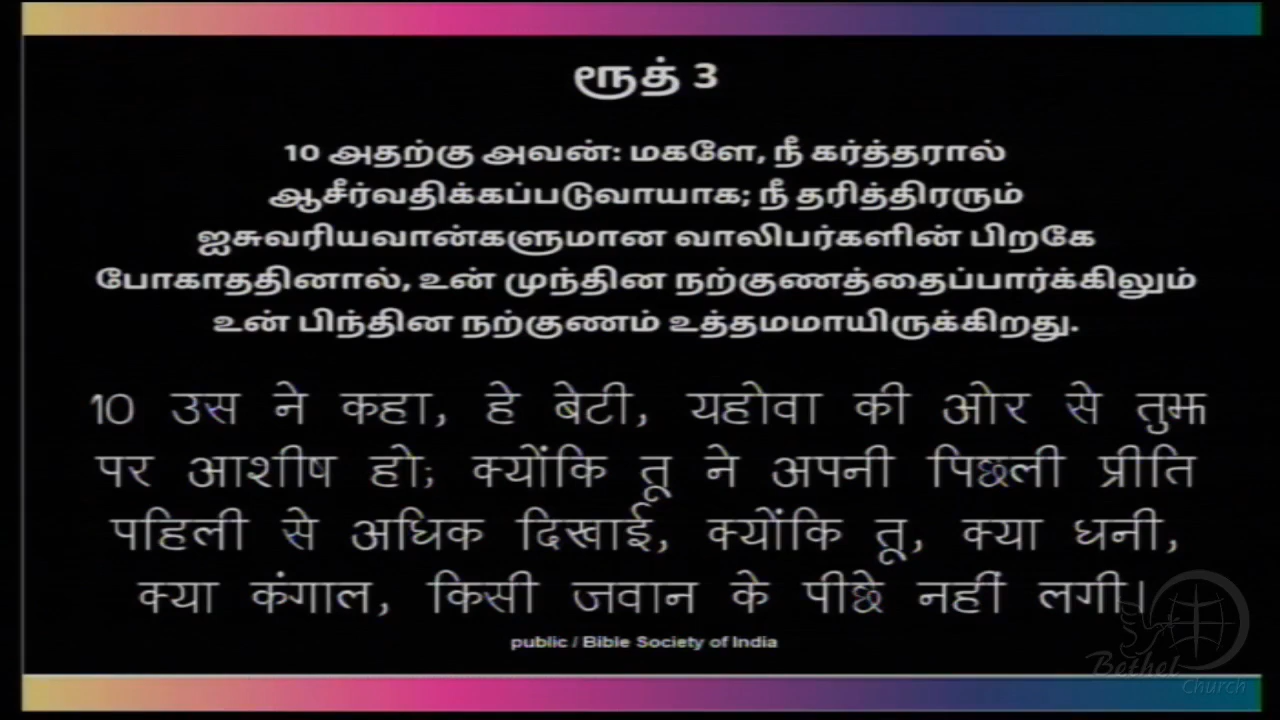 ரூத் 3
10 அதற்கு அவன்: மகளே, நீ கர்த்தரால்
ஆசீர்வதிக்கப்படுவாயாக; நீ தரித்திரரும்
ஐசுவரியவான்களுமான வாலிபர்களின் பிறகே
போகாததினால், உன் முந்தின நற்குணத்தைப்பார்க்கிலும்
உன் பிந்தின நற்குணம் உத்தமமாயிருக்கிறது.
10 उस ने कहा, हे बेटी, यहोवा की ओर से तुझ
पर आशीष हो; क्योंकि तू ने अपनी पिछली प्रीति
पहिली से अधिक दिखाई, क्योंकि तू, क्या धनी,
क्या कंगाल, किसी जवान के पीछे नहीं लगी।
public / Bible Society of India
Bethel
Church